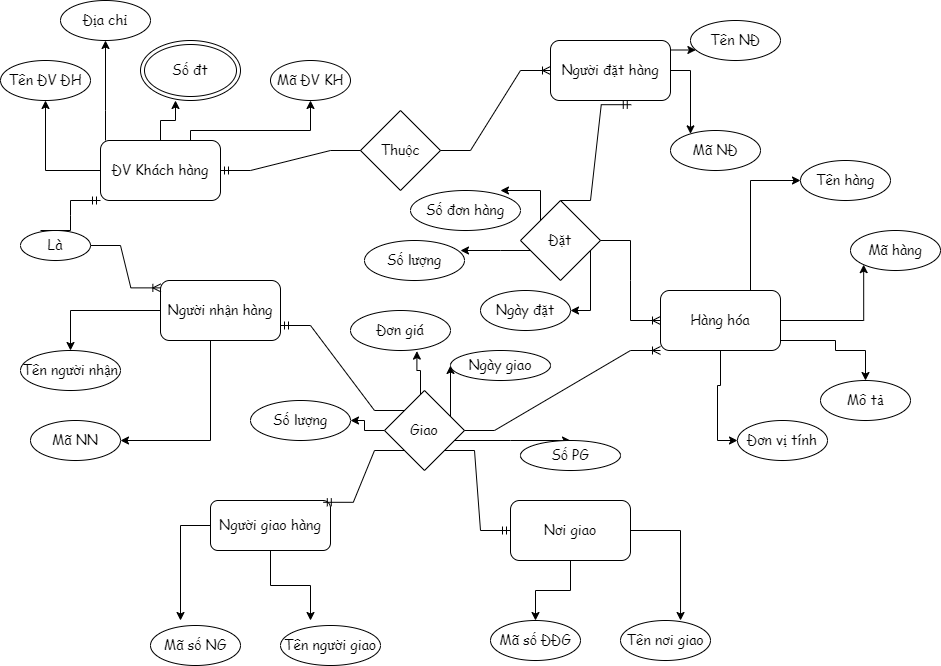 Địa chỉ
Tên ĐV ĐH
Số đt
Mã ĐV KH
Người đặt hàng
Tên NĐ
Mã NĐ
ĐV Khách hàng
Thuộc
Tên hàng
Số đơn hàng
Đặt
Là
Số lượng
Mã hàng
Người nhận hàng
Ngày đặt
Hàng hóa
Đơn giá
Tên người nhận
Ngày giao
Mô tả
Số lượng
Giao
Mã NN
Số PG
Đơn vị tính
Người giao hàng
Nơi giao
Mã số NG
Tên người giao
Mã số ĐĐG
Tên nơi giao